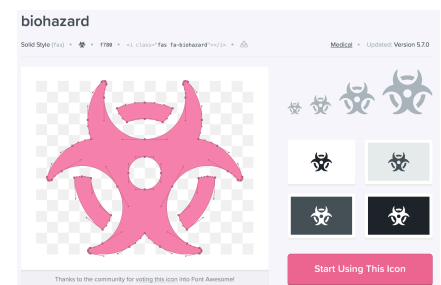 biohazard
Solid Style (fas) • • f780 • <i class="fas fa-biohazard"></i> •
Medical • Updated: Version 5.7.0
Thanks to the community for voting this icon into Font Awesome!
Start Using This Icon